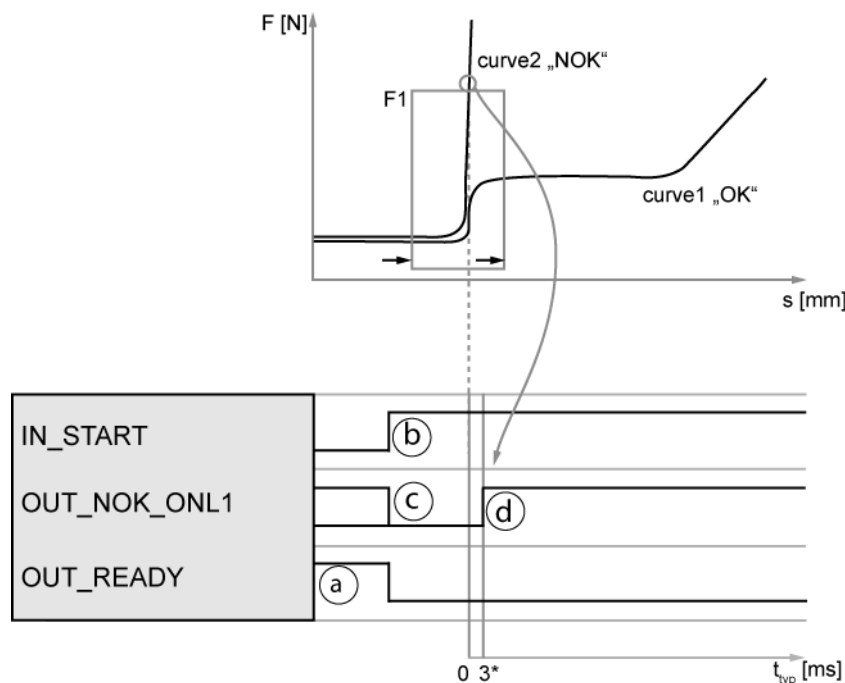 F [N]
curve2 „NOK“
F1
curve1 „OK“
s [mm]
IN_START
b
OUT_NOK_ONL1
c
d
OUT_READY
a
0
3*
t_typ [ms]